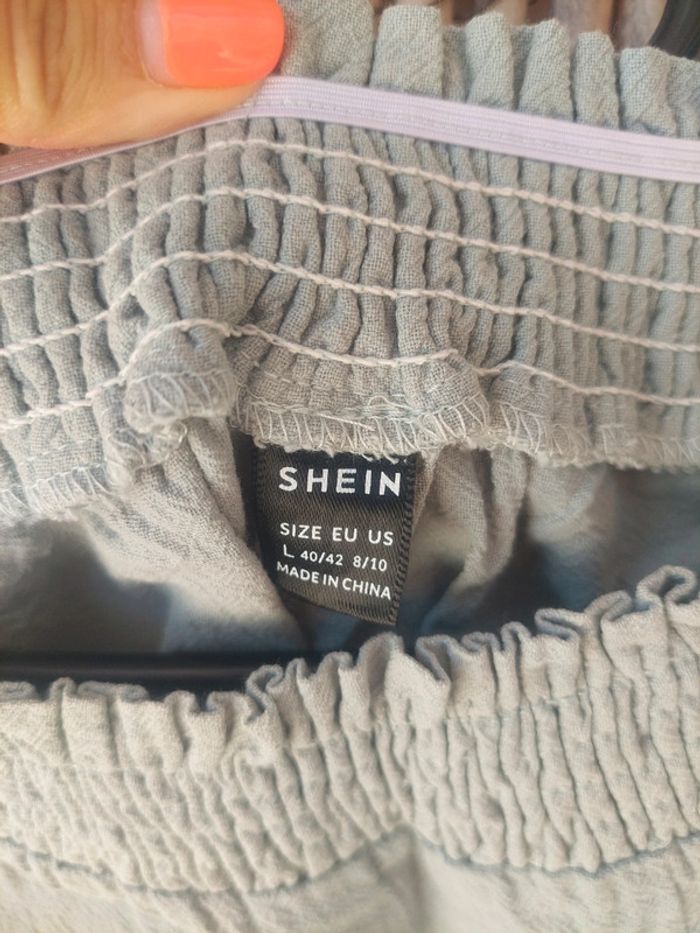 SHEIN
SIZE EU US
L 40/42 8/10
MADE IN CHINA